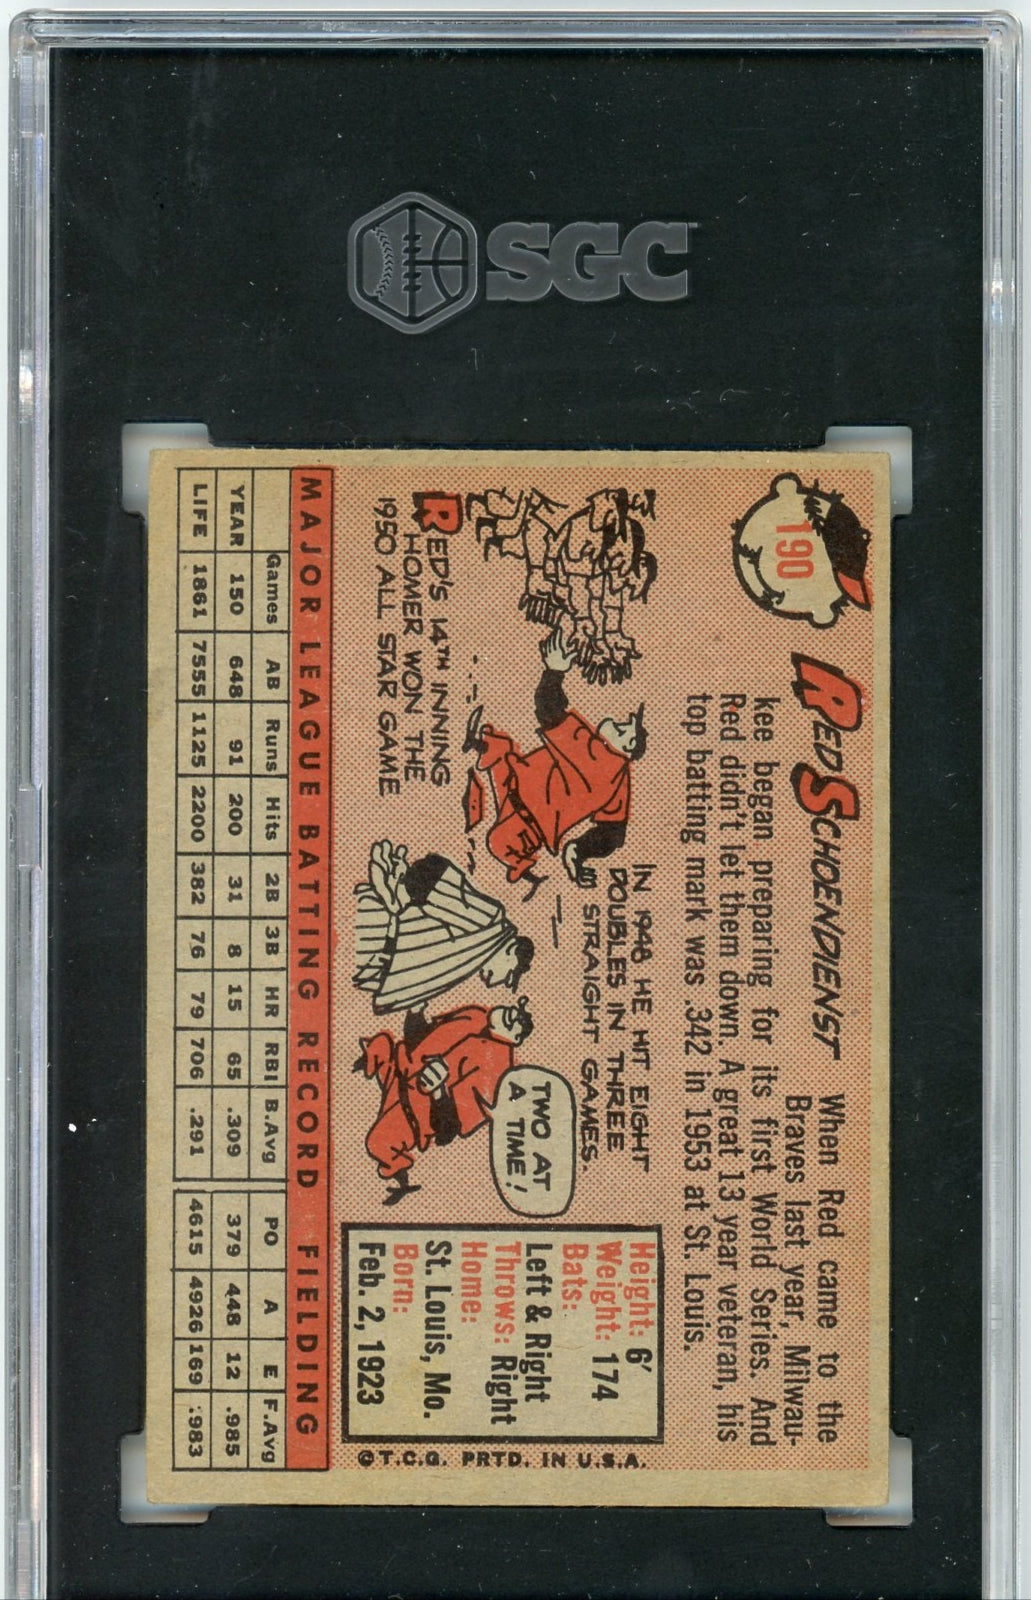 SGC
190
RED SCHOENDIENST
When Red came to the
Braves last year, Milwau-
kee began preparing for its first World Series. And
Red didn't let them down. A great 13 year veteran, his
top batting mark was .342 in 1953 at St. Louis.
IN 1948 HE HIT EIGHT
DOUBLES IN THREE
STRAIGHT GAMES.
RED'S 14TH INNING
HOMER WON THE
1950 ALL STAR GAME
TWO AT
A TIME!
Height: 6'
Weight: 174
Bats:
Left & Right
Throws: Right
Home:
St. Louis, Mo.
Born:
Feb. 2, 1923
©T.C.G. PRTD. IN U.S.A.
MAJOR LEAGUE BATTING RECORD FIELDING
Games AB Runs Hits 2B 3B HR RBI B.Avg PO A E F.Avg
YEAR 150 648 91 200 31 8 15 65 .309 379 448 12 .985
LIFE 1861 7555 1125 2200 382 76 79 706 .291 4615 4926 169 .983